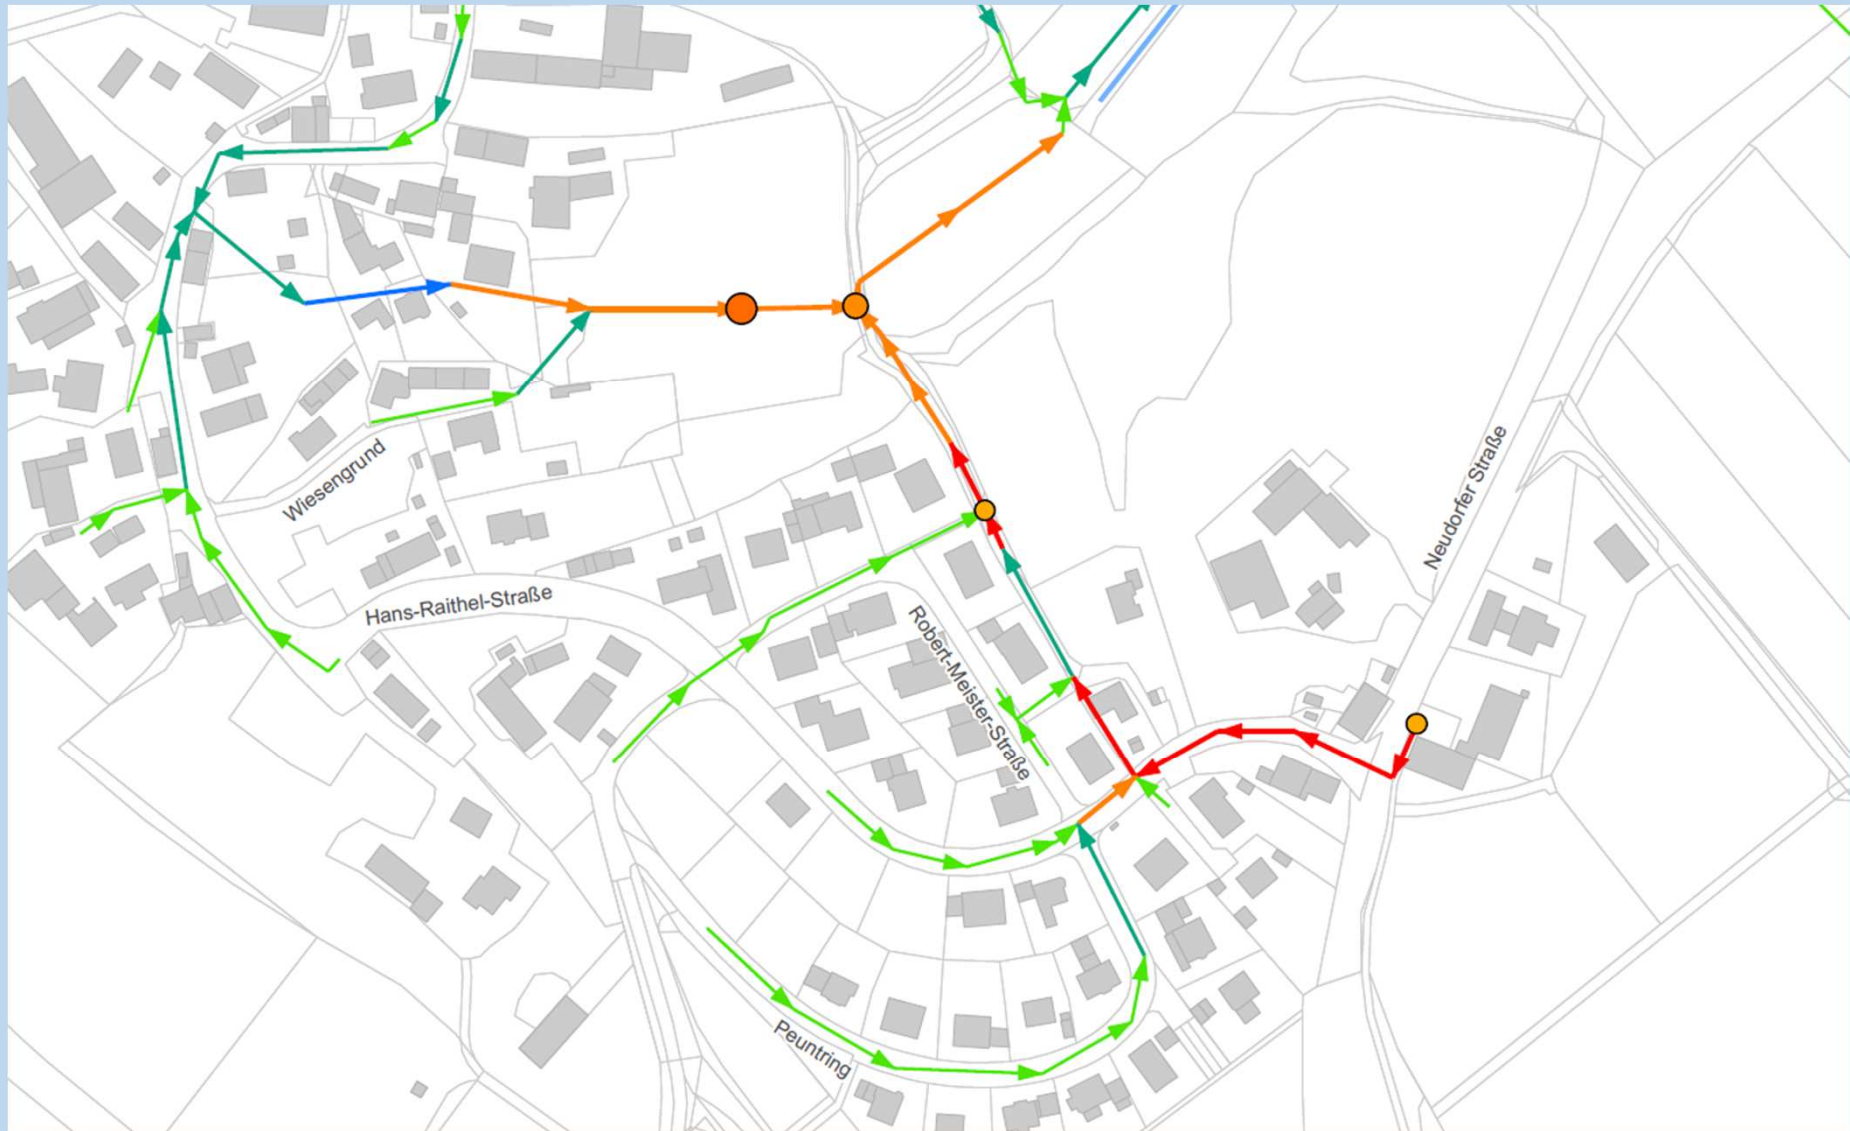 Neudorfer Straße
Wiesengrund
Hans-Raithel-Straße
Robert-Meister-Straße
Peuntring